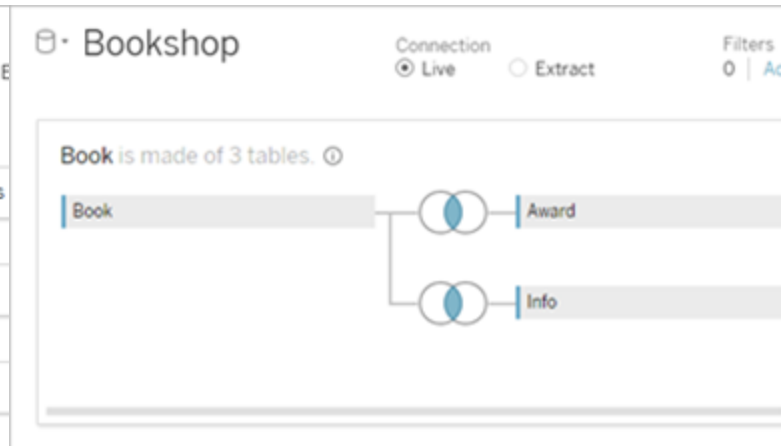 Bookshop
Connection
Live
Extract
Filters
0
Book is made of 3 tables.
Book
Award
Info